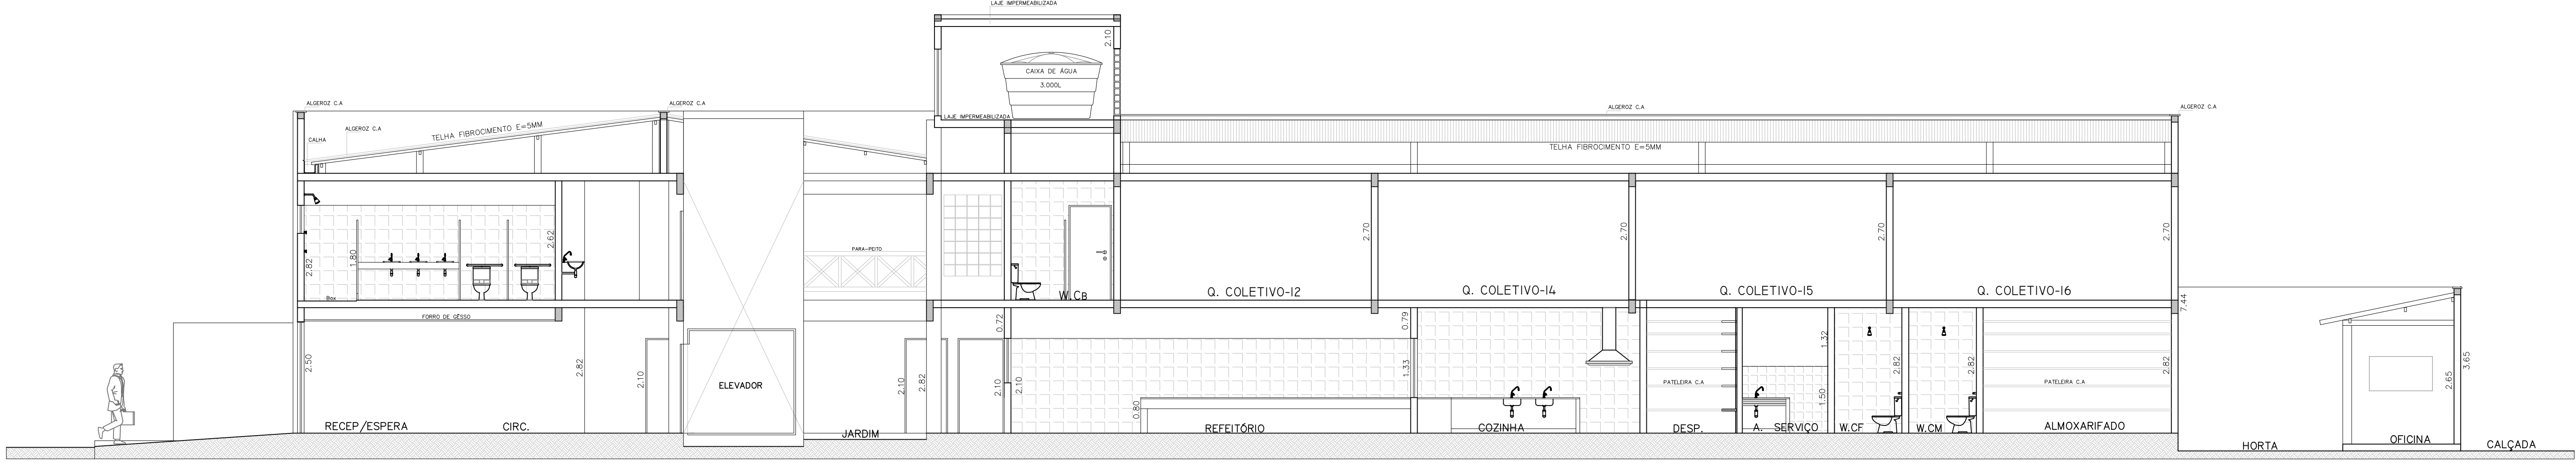 LAJE IMPERMEABILIZADA
2.10
CAIXA DE ÁGUA
3.000L
ALGEROZ C.A
ALGEROZ C.A
ALGEROZ C.A
ALGEROZ C.A
LAJE IMPERMEABILIZADA
TELHA FIBROCIMENTO E=5MM
ALGEROZ C.A
CALHA
TELHA FIBROCIMENTO E=5MM
2.82
1.80
2.62
PARA-PEITO
2.70
2.70
2.70
2.70
Box
W.CB
Q. COLETIVO-12
Q. COLETIVO-14
Q. COLETIVO-15
Q. COLETIVO-16
7.44
FORRO DE GÊSSO
0.72
0.79
1.32
2.50
2.82
2.10
ELEVADOR
2.10
2.82
2.10
2.10
0.80
1.33
PATELEIRA C.A
1.50
2.82
2.82
PATELEIRA C.A
2.82
2.65
3.65
RECEP/ESPERA
CIRC.
JARDIM
REFEITÓRIO
COZINHA
DESP.
A. SERVIÇO
W.CF
W.CM
ALMOXARIFADO
HORTA
OFICINA
CALÇADA